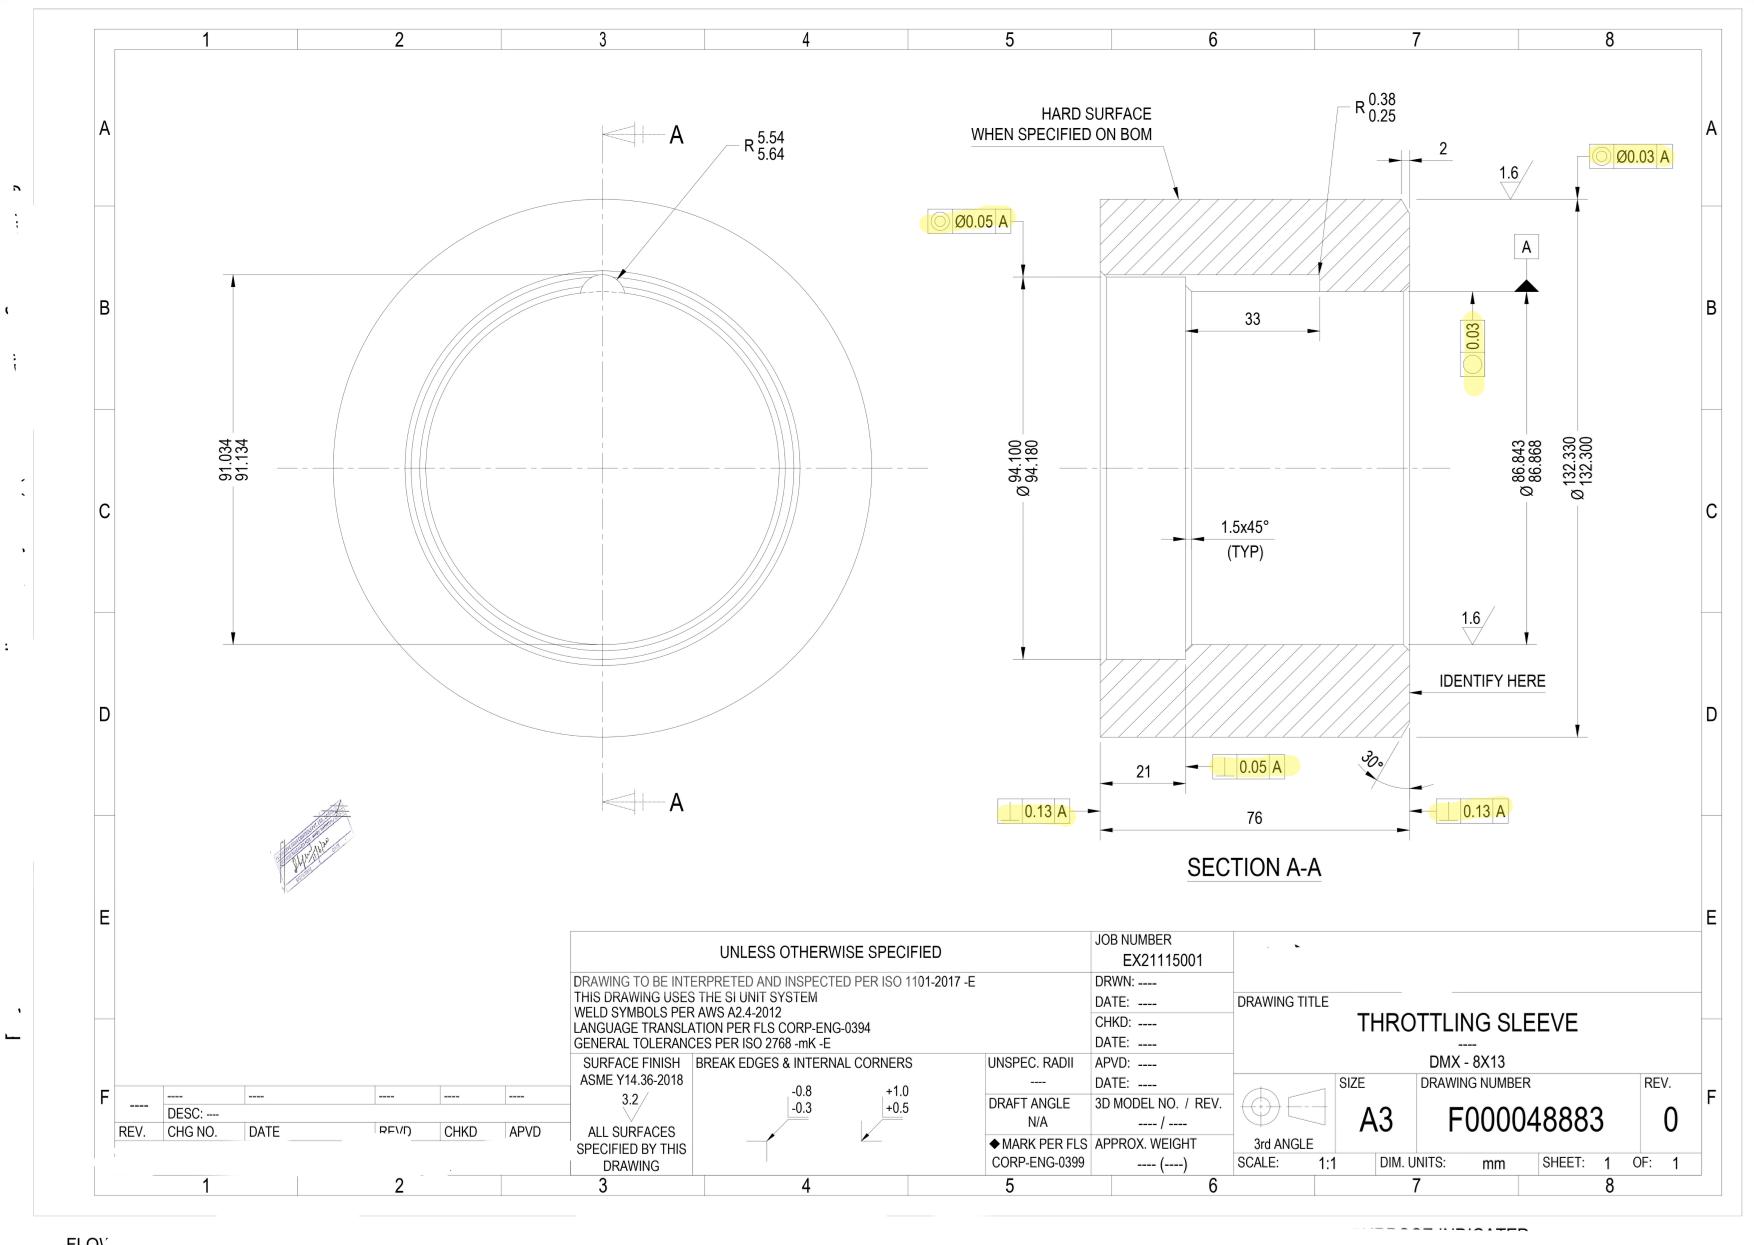 1 2 3 4 5 6 7 8
A
B
C
D
E
F
A
B
C
D
E
F
A
R 5.54
5.64
91.034
91.134
A
HARD SURFACE
WHEN SPECIFIED ON BOM
R 0.38
0.25
2
1.6
Ø0.03 A
Ø0.05 A
A
33
0.03
Ø 94.100
94.180
Ø 86.843
86.868
Ø 132.330
132.300
1.5x45°
(TYP)
1.6
IDENTIFY HERE
21
0.05 A
30°
0.13 A
76
0.13 A
SECTION A-A
UNLESS OTHERWISE SPECIFIED
DRAWING TO BE INTERPRETED AND INSPECTED PER ISO 1101-2017 -E
THIS DRAWING USES THE SI UNIT SYSTEM
WELD SYMBOLS PER AWS A2.4-2012
LANGUAGE TRANSLATION PER FLS CORP-ENG-0394
GENERAL TOLERANCES PER ISO 2768 -mK -E
SURFACE FINISH
ASME Y14.36-2018
3.2
ALL SURFACES
SPECIFIED BY THIS
DRAWING
BREAK EDGES & INTERNAL CORNERS
-0.8
-0.3
+1.0
+0.5
UNSPEC. RADII
----
DRAFT ANGLE
N/A
◆ MARK PER FLS
CORP-ENG-0399
JOB NUMBER
EX21115001
DRWN: ----
DATE: ----
CHKD: ----
DATE: ----
APVD: ----
DATE: ----
3D MODEL NO. / REV.
---- / ----
APPROX. WEIGHT
---- (----)
DRAWING TITLE
THROTTLING SLEEVE
----
DMX - 8X13
3rd ANGLE
SIZE
A3
DRAWING NUMBER
F000048883
REV.
0
SCALE: 1:1
DIM. UNITS: mm
SHEET: 1 OF: 1
---- ---- ---- ---- ---- ----
DESC: ----
REV. CHG NO. DATE REVD CHKD APVD
1 2 3 4 5 6 7 8